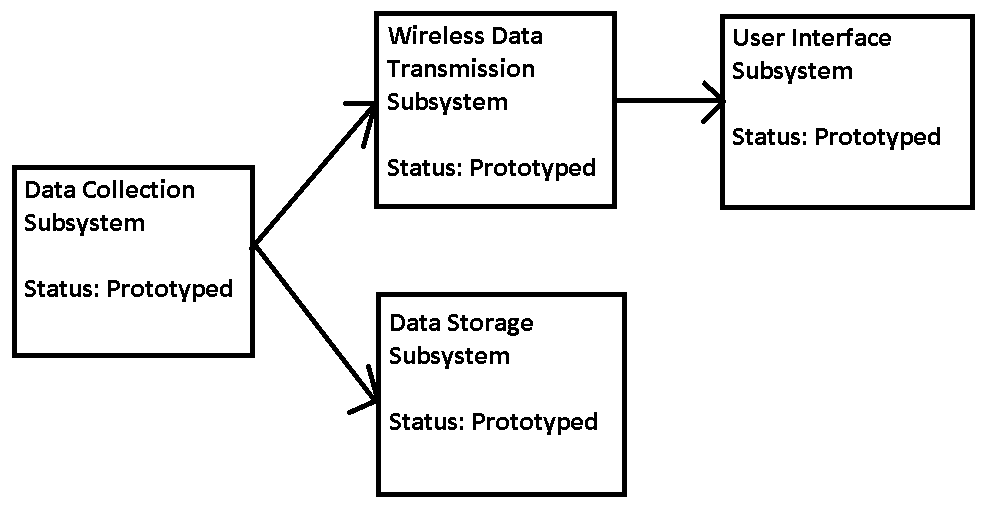 Data Collection
Subsystem
Status: Prototyped
Wireless Data
Transmission
Subsystem
Status: Prototyped
User Interface
Subsystem
Status: Prototyped
Data Storage
Subsystem
Status: Prototyped